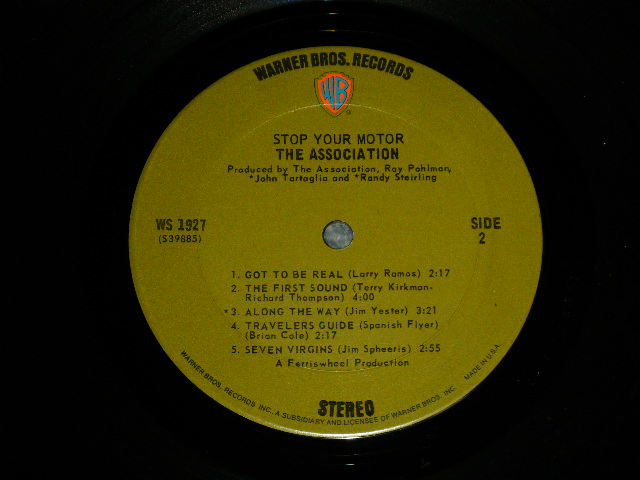 WARNER BROS. RECORDS
WB
®
STOP YOUR MOTOR
THE ASSOCIATION
Produced by The Association, Ray Pohlman,
*John Tartaglia and *Randy Steirling
WS 1927
(S39885)
SIDE
2
1. GOT TO BE REAL (Larry Ramos) 2:17
2. THE FIRST SOUND (Terry Kirkman-
Richard Thompson) 4:00
*3. ALONG THE WAY (Jim Yester) 3:21
4. TRAVELERS GUIDE (Spanish Flyer)
(Brian Cole) 2:17
5. SEVEN VIRGINS (Jim Spheeris) 2:55
A Ferriswheel Production
STEREO
WARNER BROS. RECORDS INC. A SUBSIDIARY AND LICENSEE OF WARNER BROS. INC. MADE IN U.S.A.